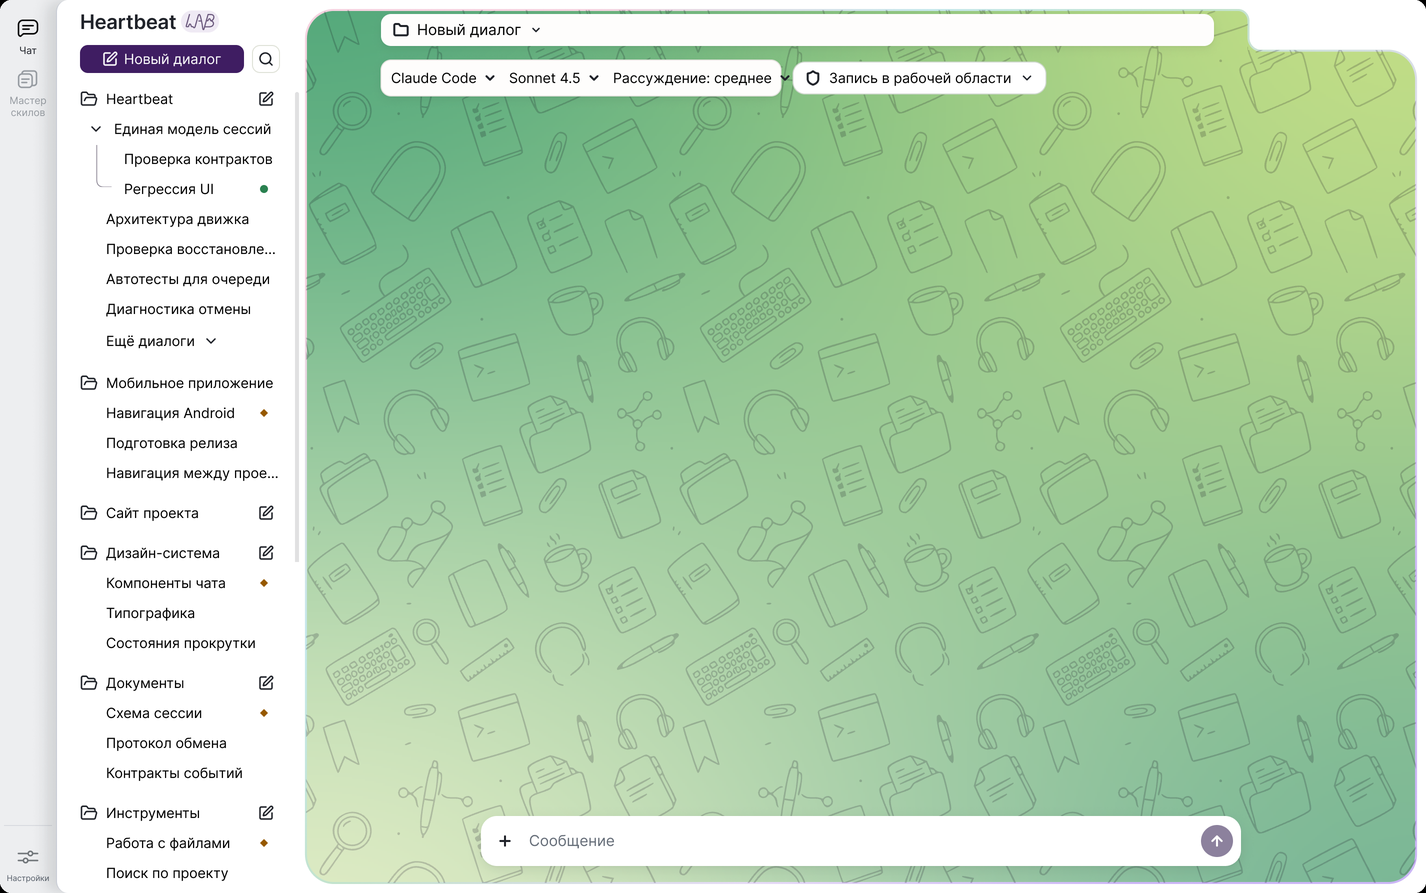 Чат
Мастер
скилов
Настройки
Heartbeat LAB
Новый диалог
Heartbeat
Единая модель сессий
Проверка контрактов
Регрессия UI
Архитектура движка
Проверка восстановле...
Автотесты для очереди
Диагностика отмены
Ещё диалоги
Мобильное приложение
Навигация Android
Подготовка релиза
Навигация между прое...
Сайт проекта
Дизайн-система
Компоненты чата
Типографика
Состояния прокрутки
Документы
Схема сессии
Протокол обмена
Контракты событий
Инструменты
Работа с файлами
Поиск по проекту
Новый диалог
Claude Code Sonnet 4.5 Рассуждение: среднее Запись в рабочей области
Сообщение